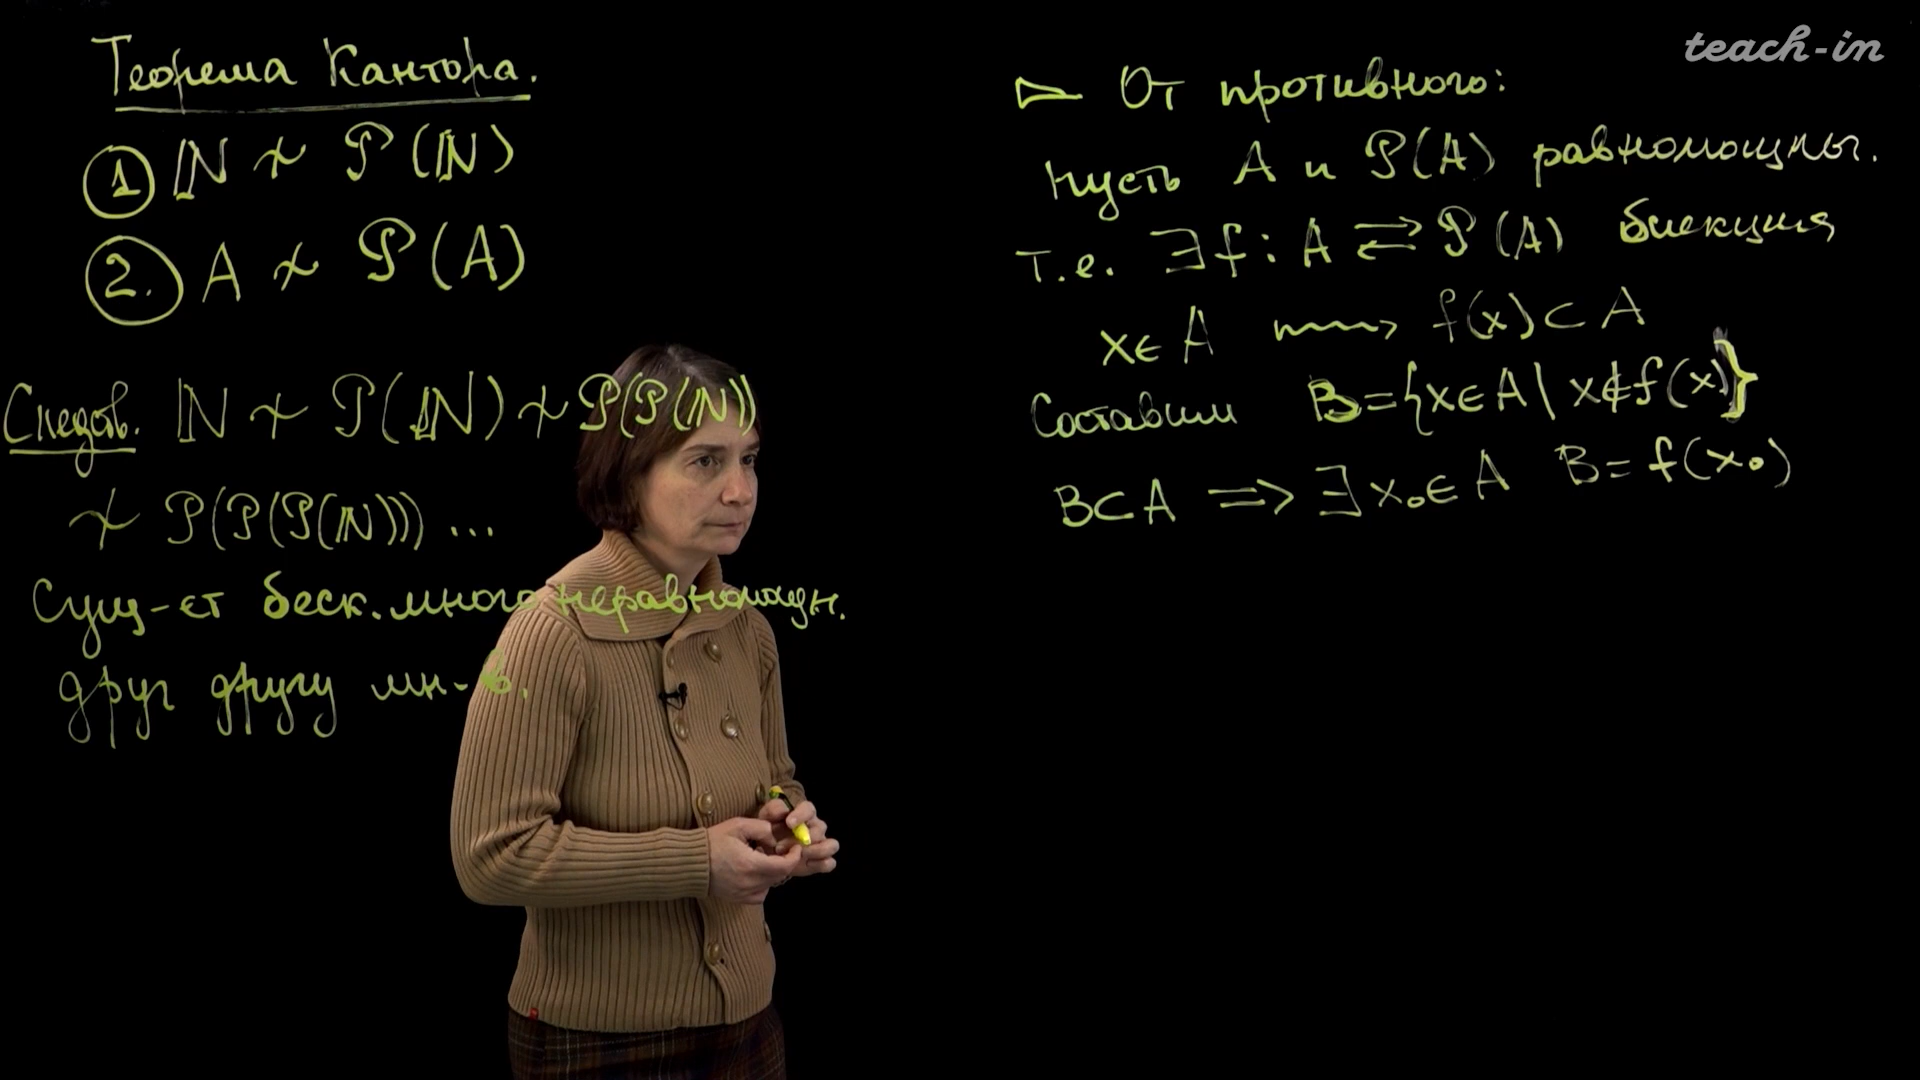 Теорема Кантора.
① ℕ ≁ 𝒫(ℕ)
②. A ≁ 𝒫(A)
Следств. ℕ ≁ 𝒫(ℕ) ≁ 𝒫(𝒫(ℕ))
≁ 𝒫(𝒫(𝒫(ℕ))) ...
Сущ-ет беск. много неравномощн.
друг другу мн-в.
teach-in
▷ От противного:
Пусть A и 𝒫(A) равномощны.
т.е. ∃ f : A ⇄ 𝒫(A) биекция
x ∈ A ⟿ f(x) ⊂ A
Составим B = {x ∈ A | x ∉ f(x)}
B ⊂ A ⇒ ∃ x₀ ∈ A B = f(x₀)